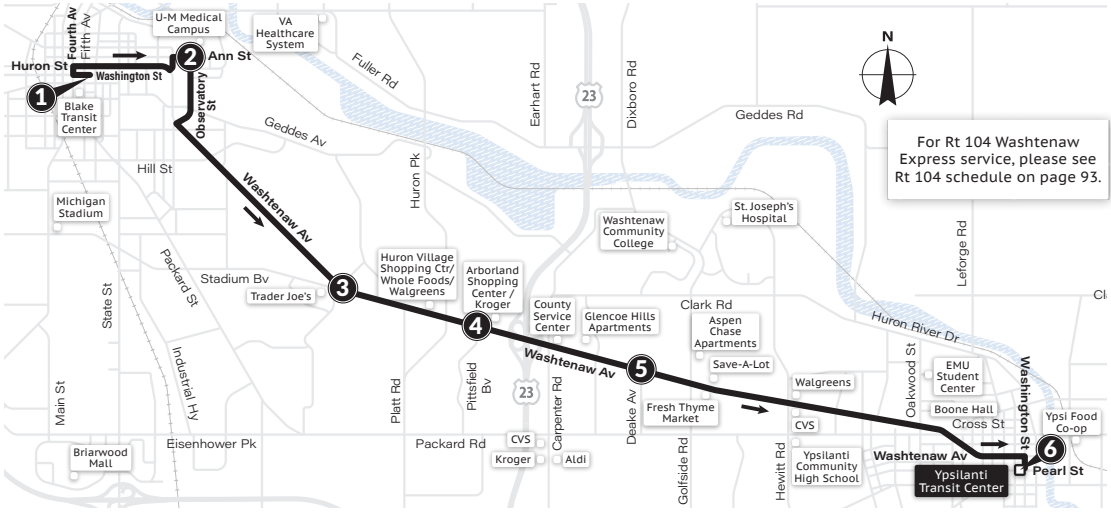 Fourth Av
Fifth Av
U-M Medical
Campus
VA
Healthcare
System
Huron St
Washington St
2
Ann St
Observatory
St
1
Blake
Transit
Center
Fuller Rd
Geddes Av
Earhart Rd
23
Dixboro Rd
Geddes Rd
N
For Rt 104 Washtenaw
Express service, please see
Rt 104 schedule on page 93.
Hill St
Huron Pk
Michigan
Stadium
Washtenaw Av
Washtenaw
Community
College
St. Joseph's
Hospital
Leforge Rd
State St
Packard St
Stadium Bv
Trader Joe's
3
Huron Village
Shopping Ctr/
Whole Foods/
Walgreens
Arborland
Shopping
Center /
Kroger
4
County
Service
Center
Glencoe Hills
Apartments
Clark Rd
Cl
Aspen
Chase
Apartments
Huron River Dr
Main St
Industrial Hy
Platt Rd
Pittsfield
Bv
23
Washtenaw Av
Carpenter Rd
5
Deake Av
Save-A-Lot
Fresh Thyme
Market
Walgreens
CVS
Oakwood St
EMU
Student
Center
Boone Hall
Cross St
Washington St
Ypsi Food
Co-op
Briarwood
Mall
Eisenhower Pk
Packard Rd
CVS
Kroger
Aldi
Golfside Rd
Hewitt Rd
Ypsilanti
Community
High School
Washtenaw Av
6
Pearl St
Ypsilanti
Transit Center